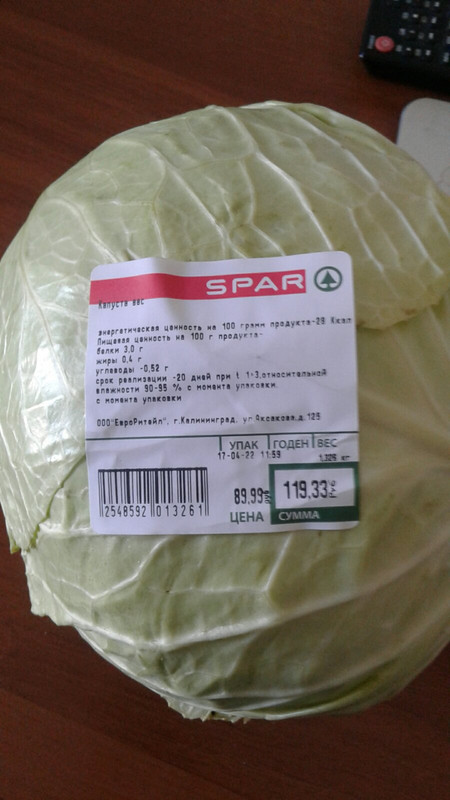 SPAR
Капуста вес
энергетическая ценность на 100 грамм продукта-28 Ккал
Пищевая ценность на 100 г продукта-
белки 3,0 г
жиры 0,4 г
углеводы -0,52 г
срок реализации -20 дней при t 1-3,относительной
влажности 90-95 % с момента упаковки.
с момента упаковки
ООО"ЕвроРитейл", г.Калининград, ул Аксакова,д.125
УПАК ГОДЕН ВЕС
17-04-22 11:59 1,326 кг
2548592 013261
89,99 руб 119,33 руб
ЦЕНА СУММА